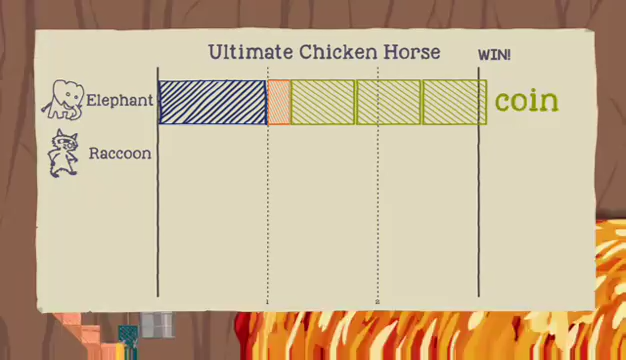 Ultimate Chicken Horse
WIN!
Elephant
coin
Raccoon